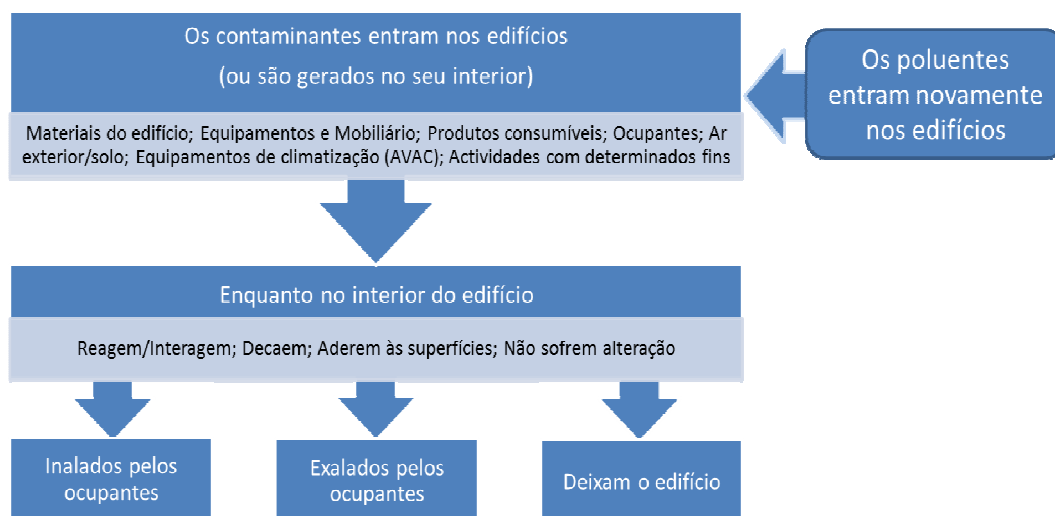 Os contaminantes entram nos edifícios
(ou são gerados no seu interior)
Materiais do edifício; Equipamentos e Mobiliário; Produtos consumíveis; Ocupantes; Ar
exterior/solo; Equipamentos de climatização (AVAC); Actividades com determinados fins
Os poluentes
entram novamente
nos edifícios
Enquanto no interior do edifício
Reagem/Interagem; Decaem; Aderem às superfícies; Não sofrem alteração
Inalados pelos
ocupantes
Exalados pelos
ocupantes
Deixam o edifício